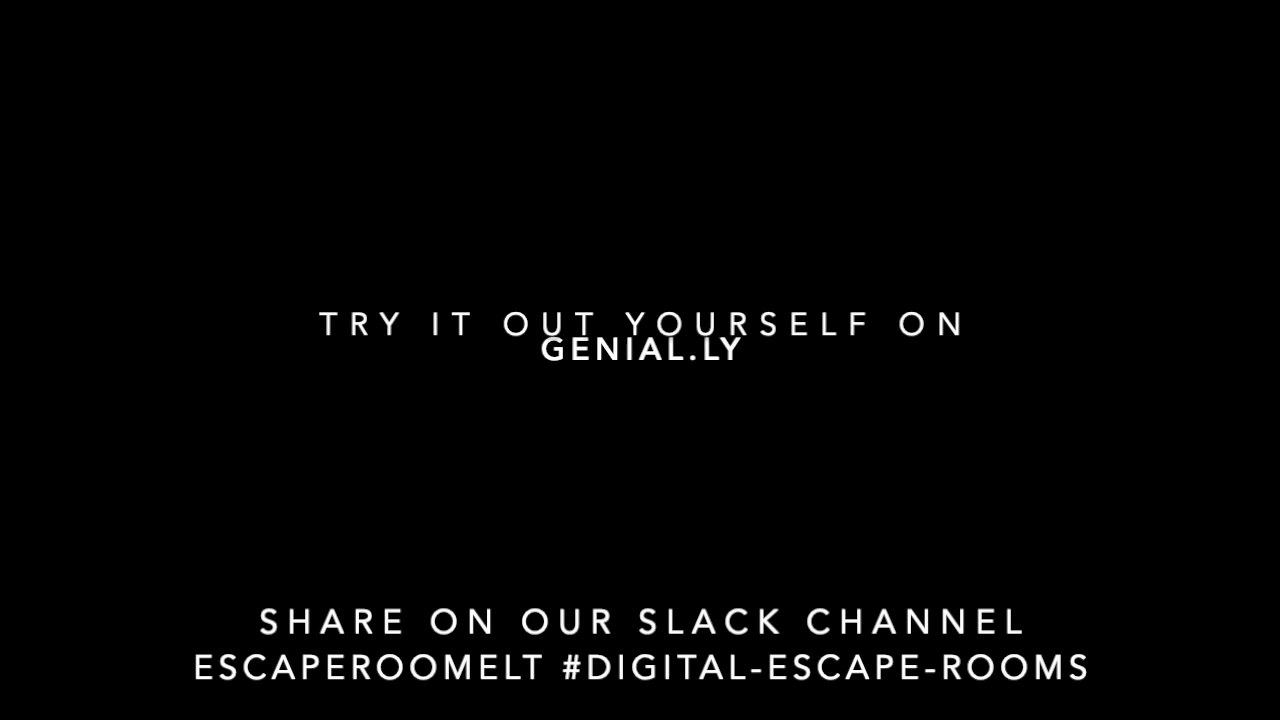 TRY IT OUT YOURSELF ON
GENIAL.LY
SHARE ON OUR SLACK CHANNEL
ESCAPEROOMELT #DIGITAL-ESCAPE-ROOMS